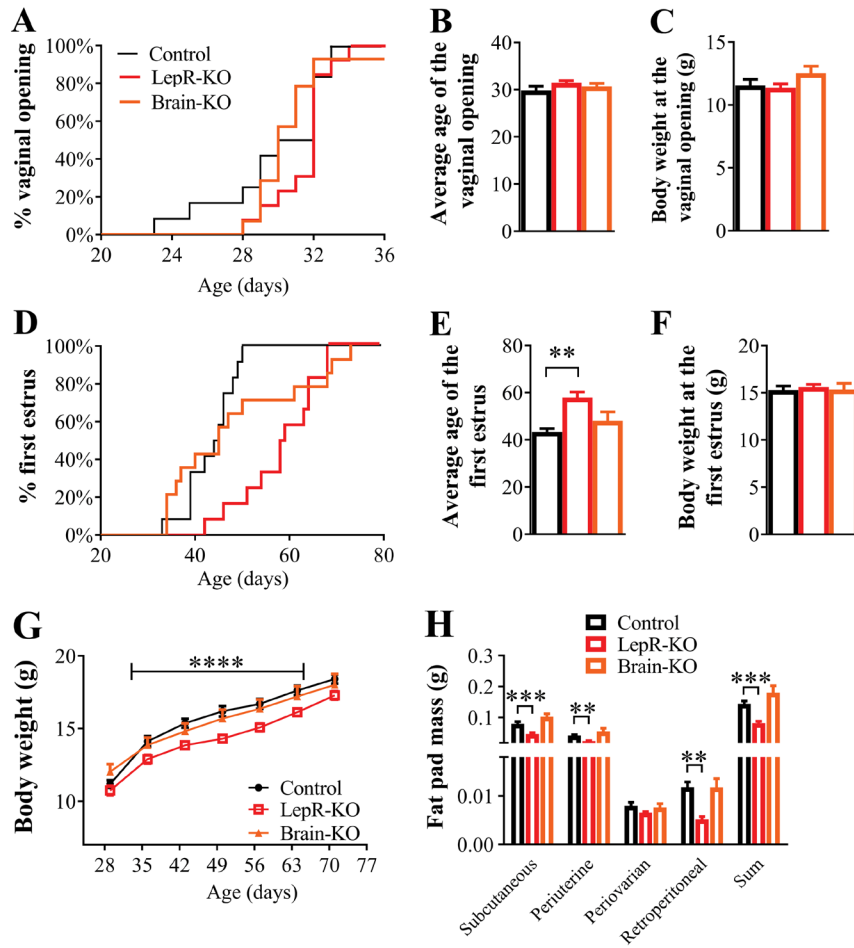 A
% vaginal opening
100%
80%
60%
40%
20%
0%
Control
LepR-KO
Brain-KO
20 24 28 32 36
Age (days)
B
Average age of the
vaginal opening
40
30
20
10
0
C
Body weight at the
vaginal opening (g)
15
10
5
0
D
% first estrus
100%
80%
60%
40%
20%
0%
20 40 60 80
Age (days)
E
Average age of the
first estrus
80
60
40
20
0
**
F
Body weight at the
first estrus (g)
20
15
10
5
0
G
Body weight (g)
20
15
10
****
Control
LepR-KO
Brain-KO
28 35 42 49 56 63 70 77
Age (days)
H
Control
LepR-KO
Brain-KO
Fat pad mass (g)
0.3
0.2
0.1
0.01
0.00
***
**
**
***
Subcutaneous
Periuterine
Periovarian
Retroperitoneal
Sum